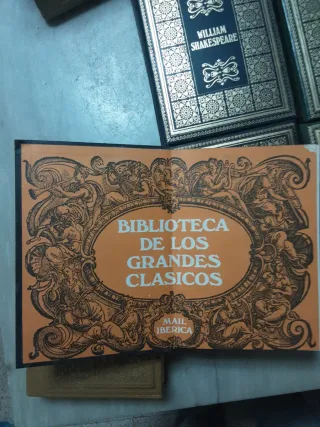 WILLIAM
SHAKESPEARE
BIBLIOTECA
DE LOS
GRANDES
CLASICOS
MAIL
IBERICA